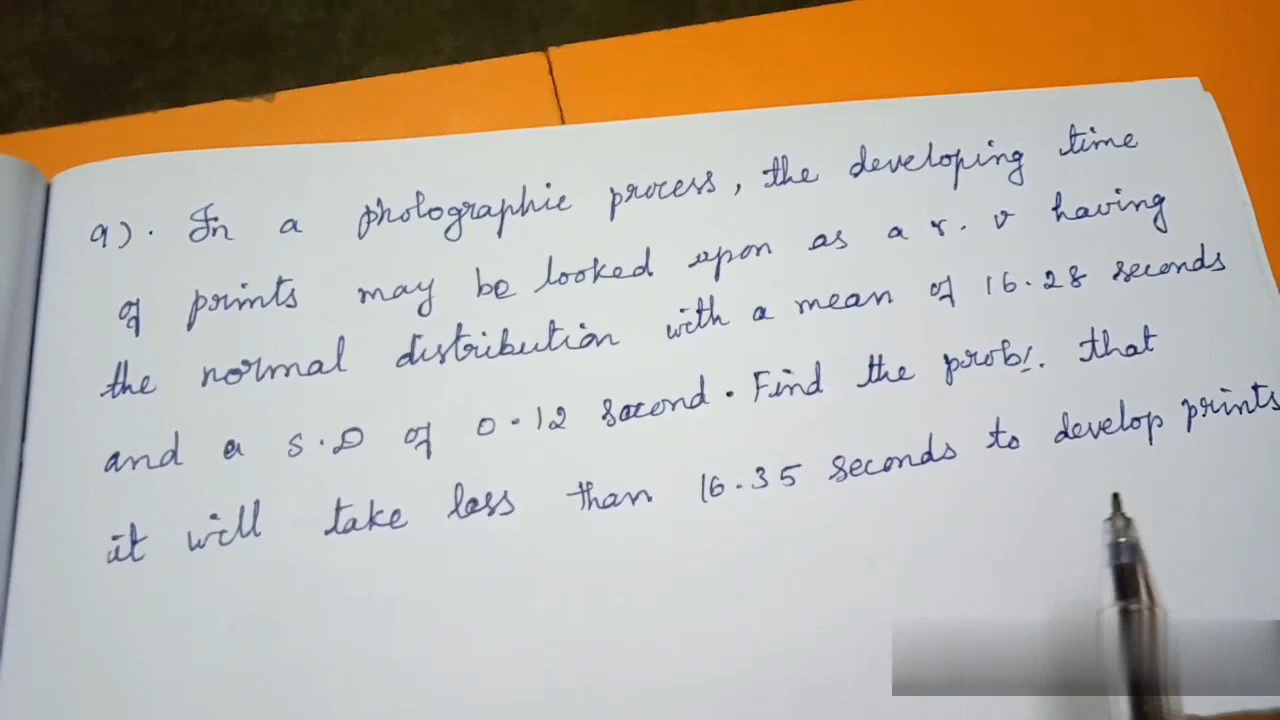 9). In a photographic process, the developing time
of prints may be looked upon as a r.v having
the normal distribution with a mean of 16.28 seconds
and a S.D of 0.12 second. Find the prob!. that
it will take less than 16.35 seconds to develop prints